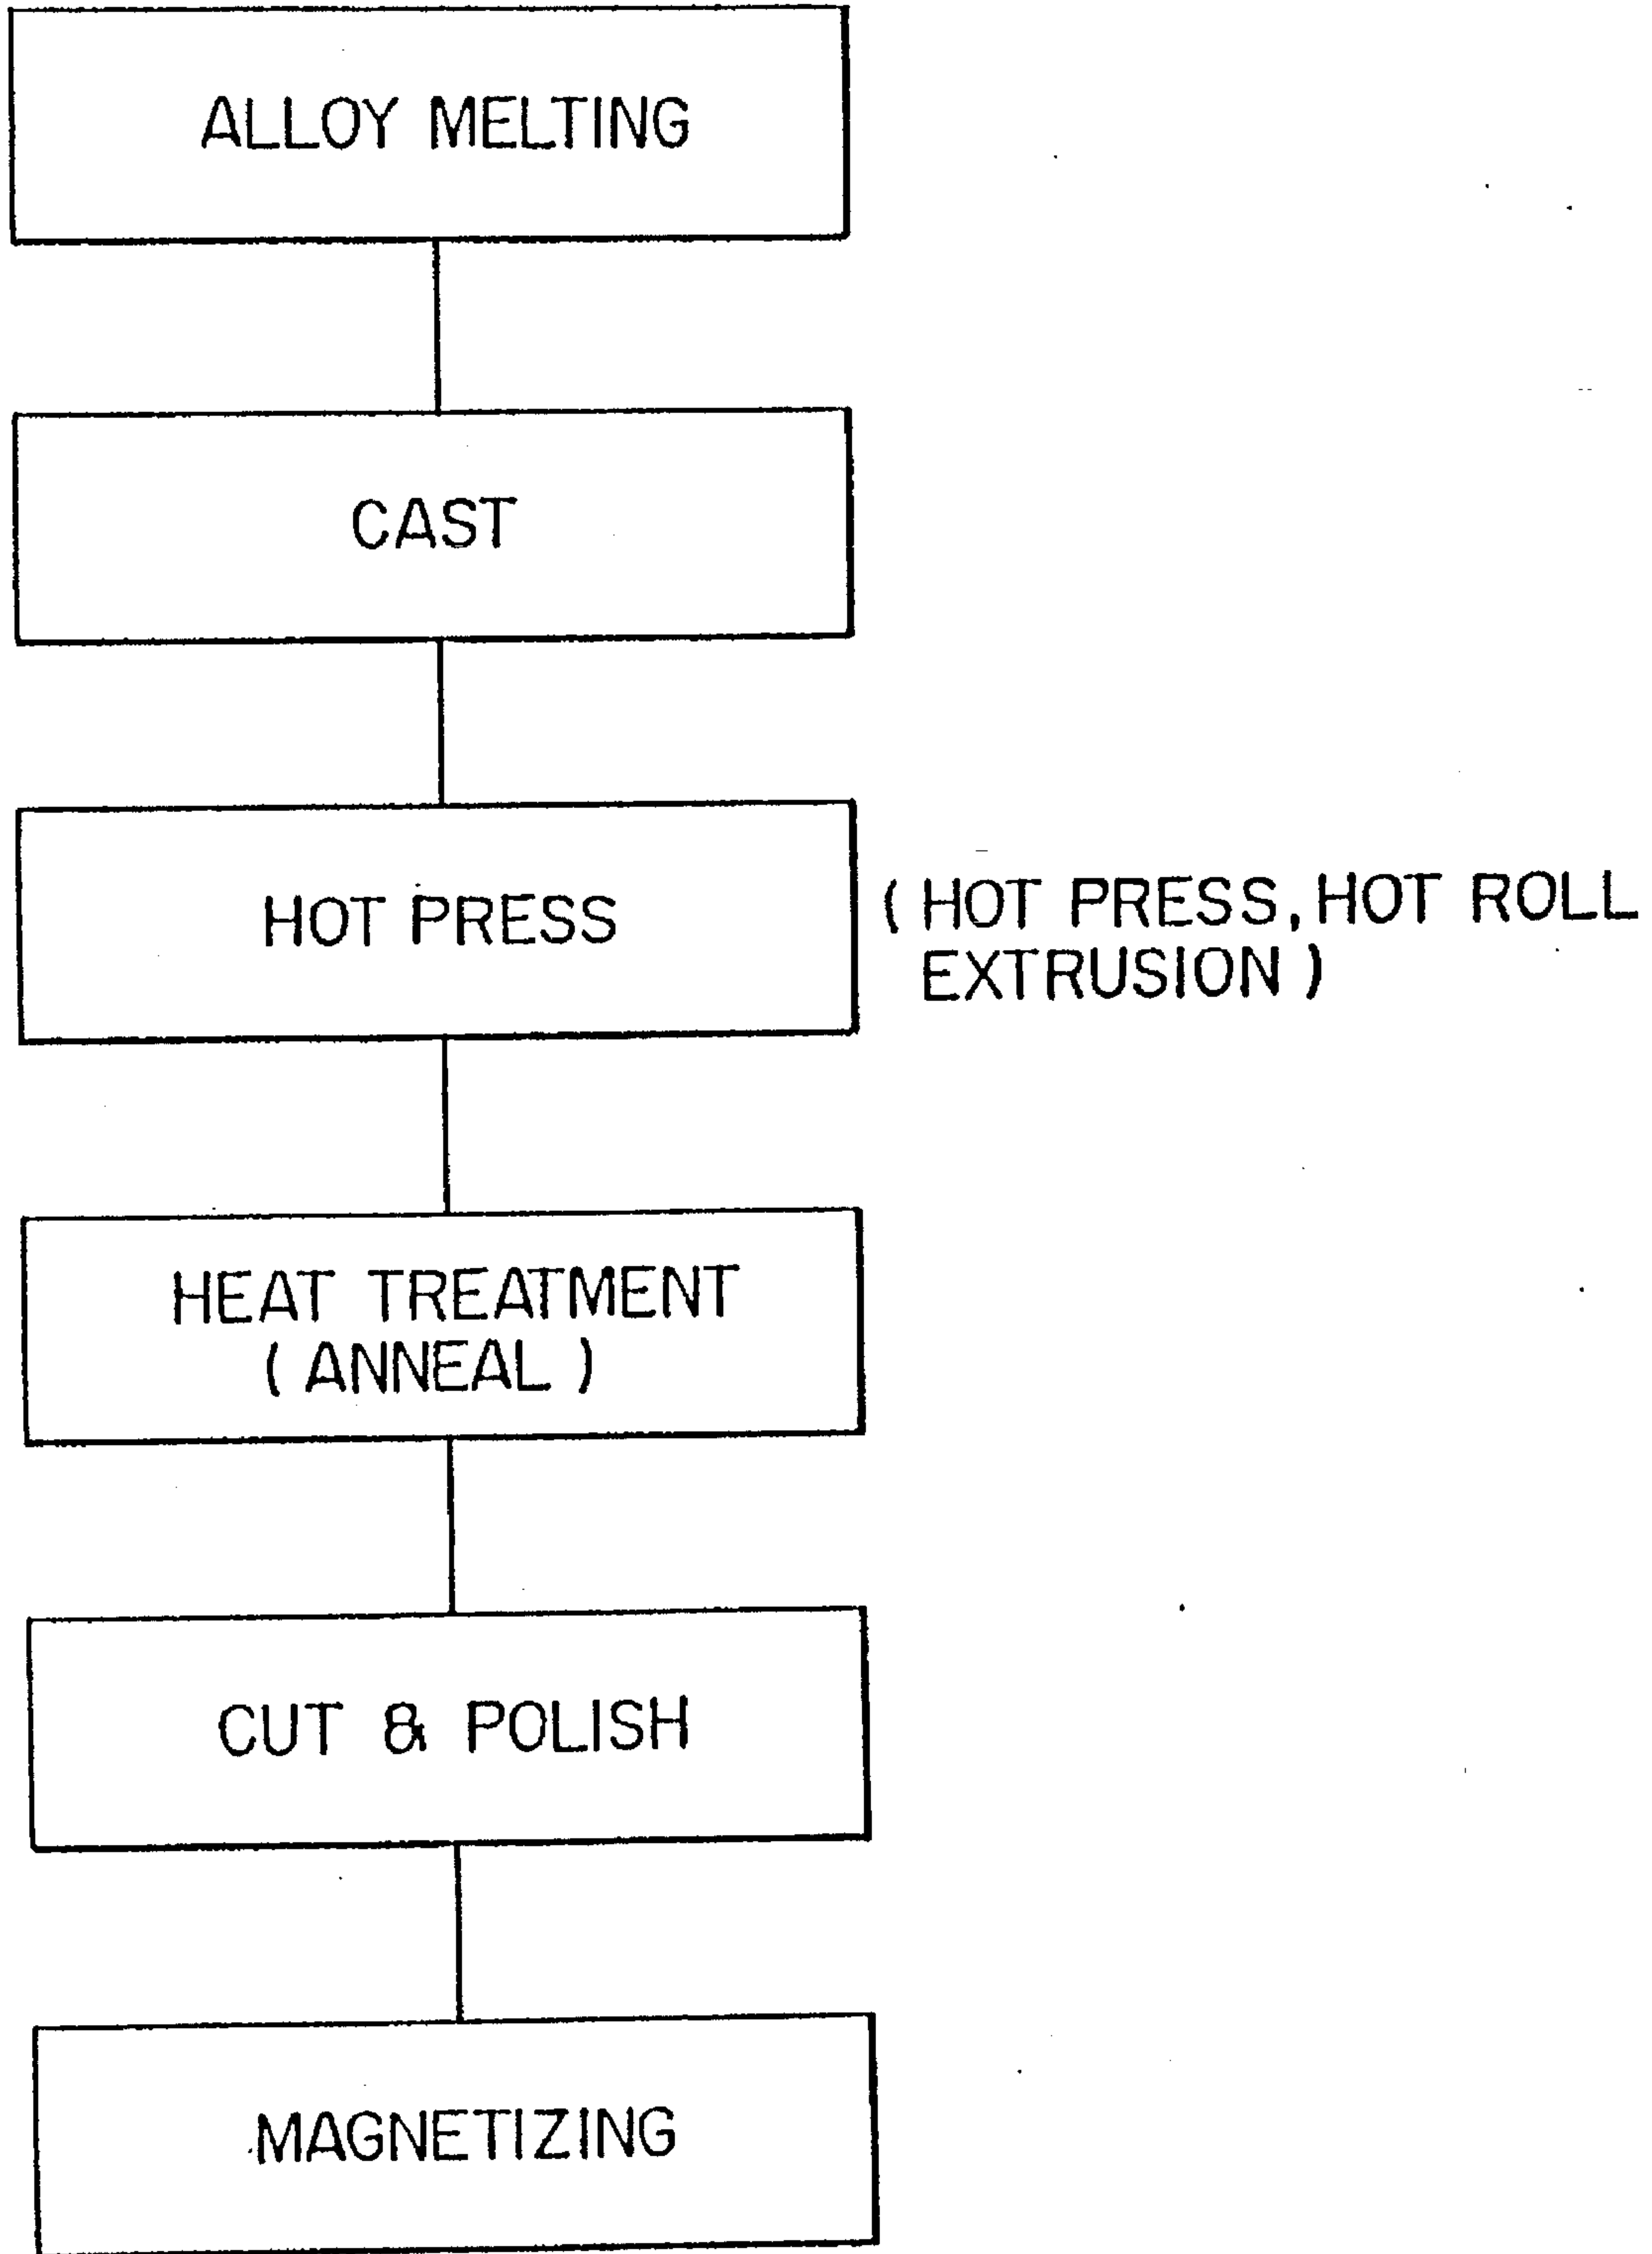 ALLOY MELTING
CAST
HOT PRESS
( HOT PRESS, HOT ROLL
EXTRUSION )
HEAT TREATMENT
( ANNEAL )
CUT & POLISH
MAGNETIZING